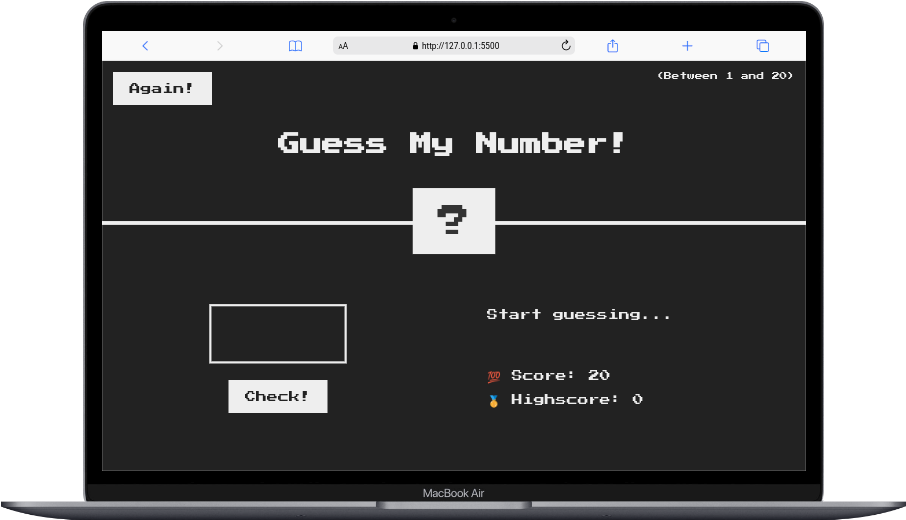 AA http://127.0.0.1:5500
Again!
(Between 1 and 20)
Guess My Number!
?
Start guessing...
Check!
💯 Score: 20
🥇 Highscore: 0
MacBook Air